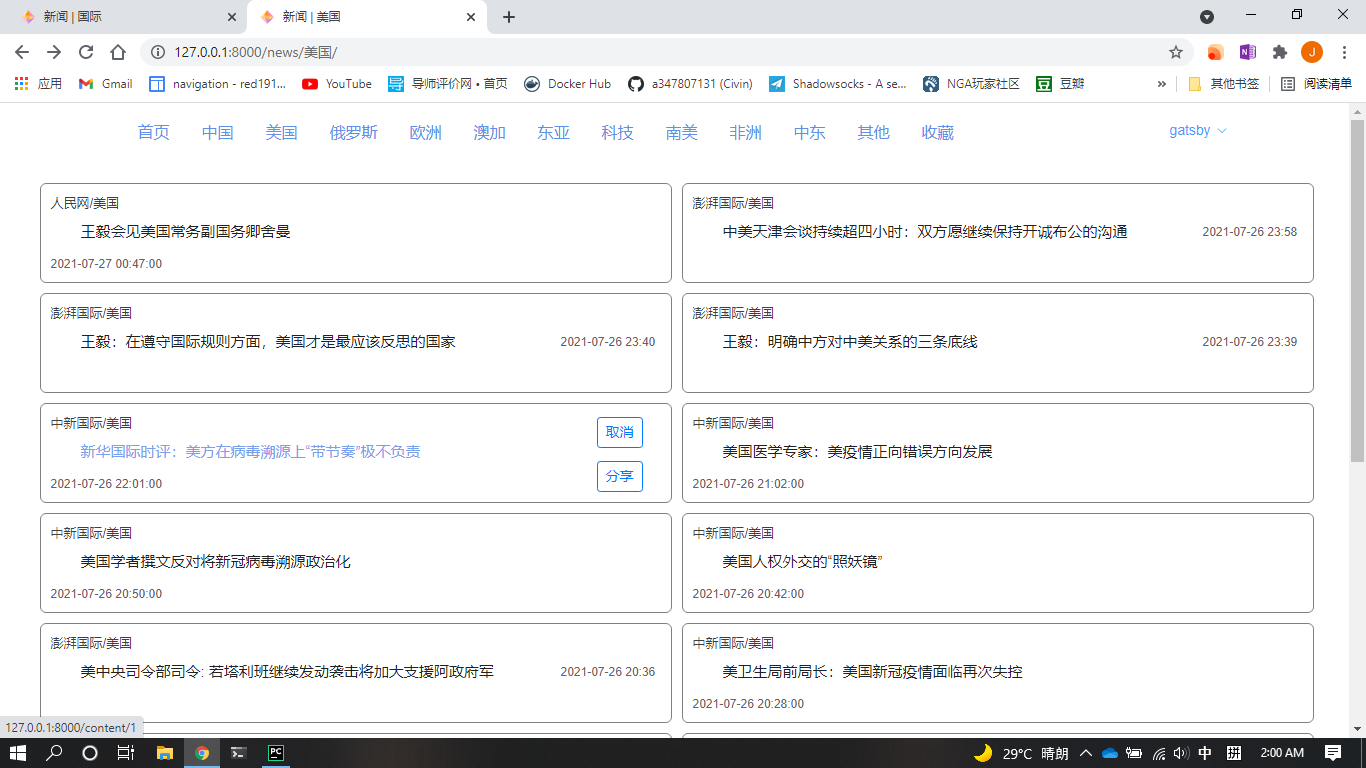 新闻 | 国际
新闻 | 美国
127.0.0.1:8000/news/美国/
J
应用
Gmail
navigation - red191...
YouTube
导师评价网 • 首页
Docker Hub
a347807131 (Civin)
Shadowsocks - A se...
NGA玩家社区
豆瓣
»
其他书签
阅读清单
首页 中国 美国 俄罗斯 欧洲 澳加 东亚 科技 南美 非洲 中东 其他 收藏
gatsby
人民网/美国
王毅会见美国常务副国务卿舍曼
2021-07-27 00:47:00
澎湃国际/美国
中美天津会谈持续超四小时：双方愿继续保持开诚布公的沟通
2021-07-26 23:58
澎湃国际/美国
王毅：在遵守国际规则方面，美国才是最应该反思的国家
2021-07-26 23:40
澎湃国际/美国
王毅：明确中方对中美关系的三条底线
2021-07-26 23:39
中新国际/美国
新华国际时评：美方在病毒溯源上“带节奏”极不负责
2021-07-26 22:01:00
取消
分享
中新国际/美国
美国医学专家：美疫情正向错误方向发展
2021-07-26 21:02:00
中新国际/美国
美国学者撰文反对将新冠病毒溯源政治化
2021-07-26 20:50:00
中新国际/美国
美国人权外交的“照妖镜”
2021-07-26 20:42:00
澎湃国际/美国
美中央司令部司令: 若塔利班继续发动袭击将加大支援阿政府军
2021-07-26 20:36
中新国际/美国
美卫生局前局长：美国新冠疫情面临再次失控
2021-07-26 20:28:00
127.0.0.1:8000/content/1
PC
29°C 晴朗
中
拼
2:00 AM